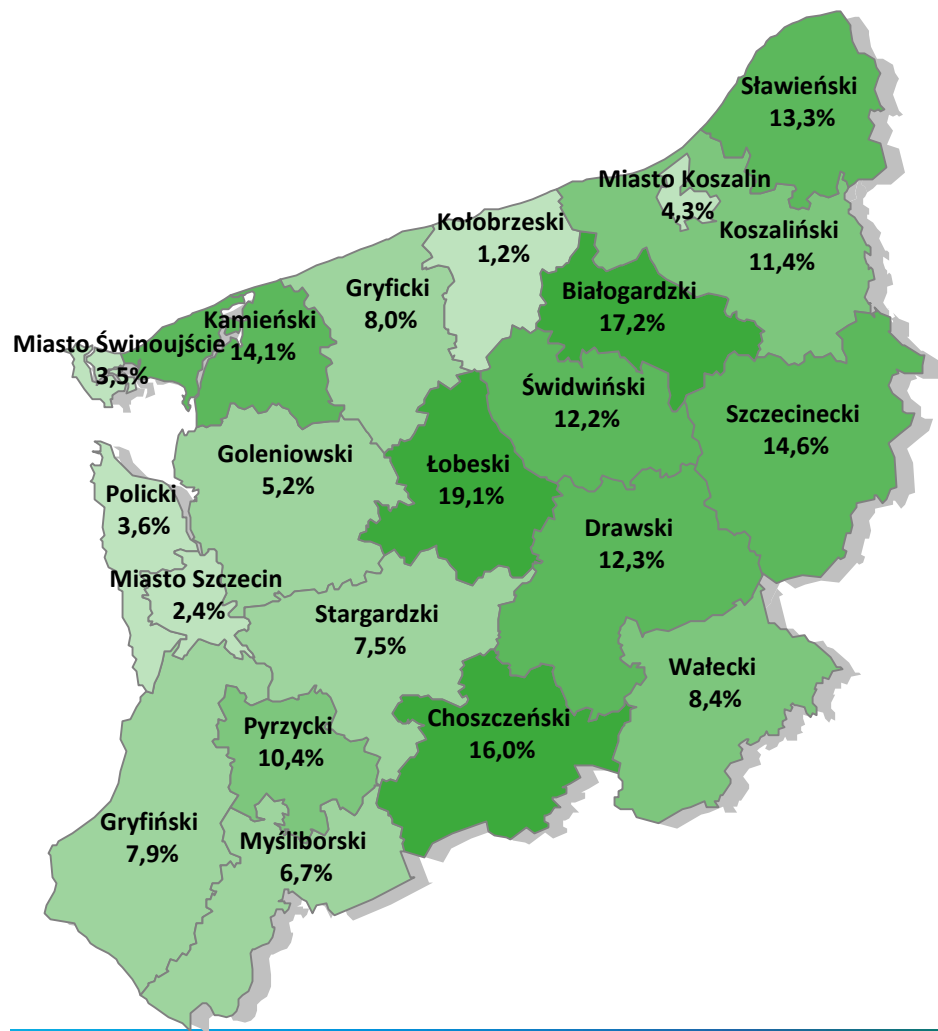 Sławieński
13,3%
Miasto Koszalin
4,3%
Kołobrzeski
1,2%
Koszaliński
11,4%
Gryficki
8,0%
Białogardzki
17,2%
Kamieński
14,1%
Miasto Świnoujście
3,5%
Świdwiński
12,2%
Szczecinecki
14,6%
Goleniowski
5,2%
Łobeski
19,1%
Policki
3,6%
Drawski
12,3%
Miasto Szczecin
2,4%
Stargardzki
7,5%
Wałecki
8,4%
Choszczeński
16,0%
Pyrzycki
10,4%
Gryfiński
7,9%
Myśliborski
6,7%